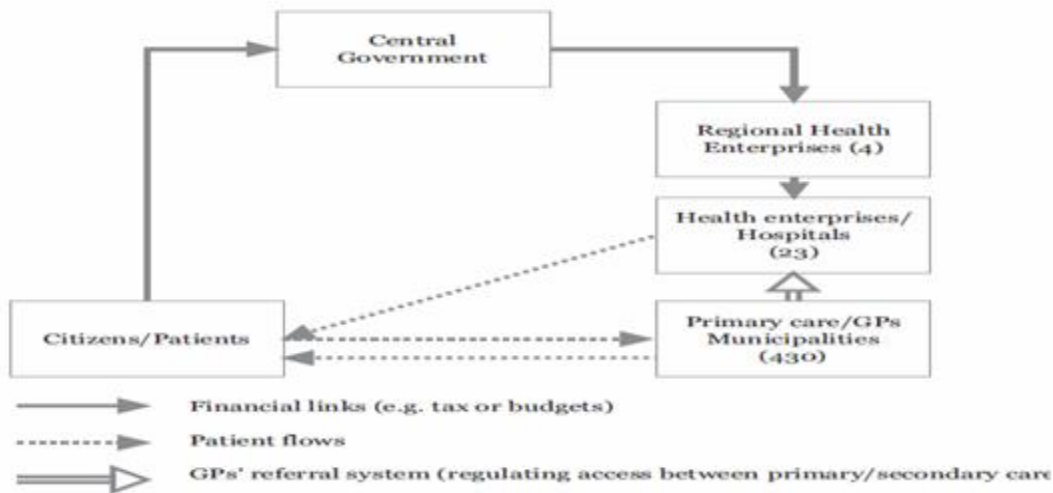 Central
Government
Regional Health
Enterprises (4)
Health enterprises/
Hospitals
(23)
Citizens/Patients
Primary care/GPs
Municipalities
(430)
Financial links (e.g. tax or budgets)
Patient flows
GPs' referral system (regulating access between primary/secondary care